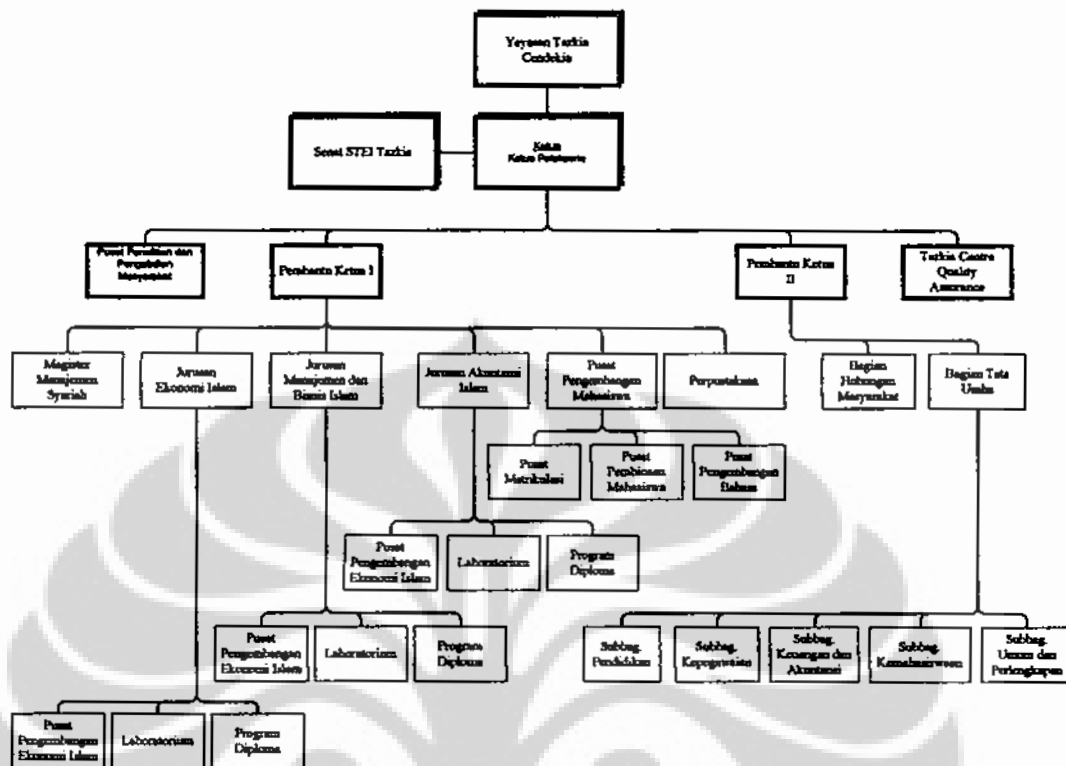 Yayasan Tazkia
Cendekia
Senat STEI Tazkia
Ketua
Pusat Penelitian dan
Pengabdian
Masyarakat
Pembantu Ketua I
Pembantu Ketua
II
Tazkia Centre
Quality
Assurance
Magister
Manajemen
Syariah
Jurusan
Ekonomi Islam
Jurusan
Manajemen dan
Bisnis Islam
Jurusan Akuntansi
Islam
Pusat
Pengembangan
Mahasiswa
Perpustakaan
Bagian
Hubungan
Masyarakat
Bagian Tata
Usaha
Pusat
Matrikulasi
Pusat
Pembinaan
Mahasiswa
Pusat
Pengembangan
Bahasa
Pusat
Pengembangan
Ekonomi Islam
Laboratorium
Program
Diploma
Pusat
Pengembangan
Ekonomi Islam
Laboratorium
Program
Diploma
Subbag.
Pendidikan
Subbag.
Kepegawaian
Subbag.
Keuangan dan
Akuntansi
Subbag.
Kemahasiswaan
Subbag.
Umum dan
Perlengkapan
Pusat
Pengembangan
Ekonomi Islam
Laboratorium
Program
Diploma